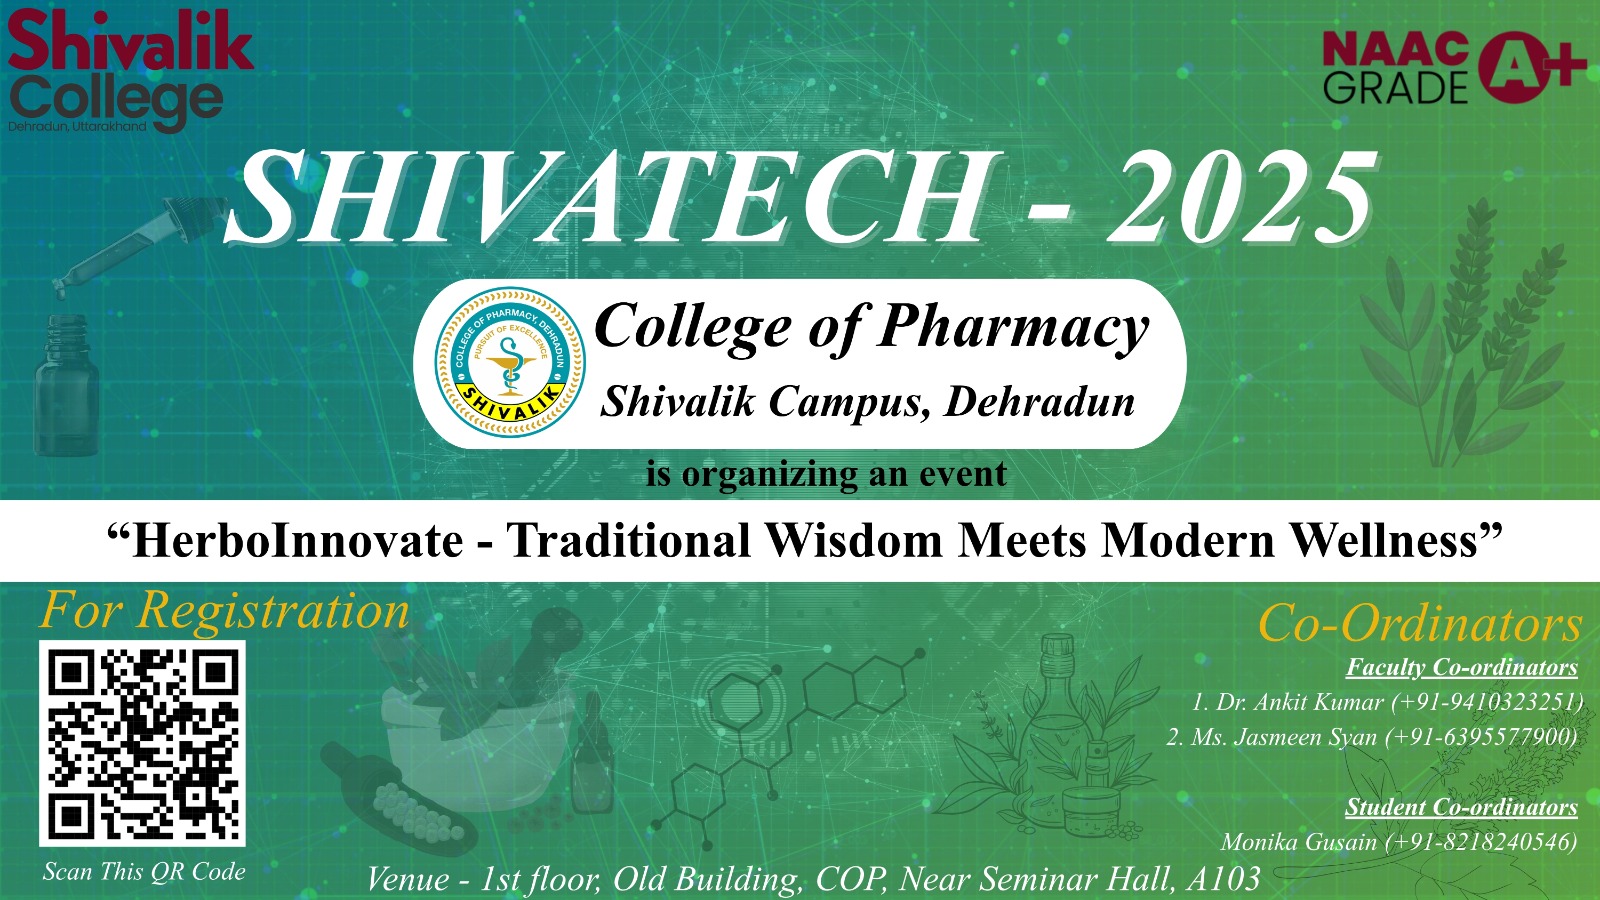 Shivalik
College
Dehradun, Uttarakhand
NAAC
GRADE A+
SHIVATECH - 2025
COLLEGE OF PHARMACY, DEHRADUN
PURSUIT OF EXCELLENCE
SHIVALIK
College of Pharmacy
Shivalik Campus, Dehradun
is organizing an event
“HerboInnovate - Traditional Wisdom Meets Modern Wellness”
For Registration
Scan This QR Code
Co-Ordinators
Faculty Co-ordinators
1. Dr. Ankit Kumar (+91-9410323251)
2. Ms. Jasmeen Syan (+91-6395577900)
Student Co-ordinators
Monika Gusain (+91-8218240546)
Venue - 1st floor, Old Building, COP, Near Seminar Hall, A103